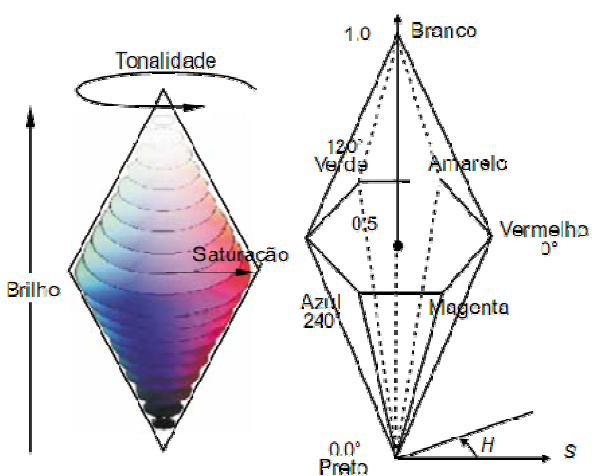 Tonalidade
Saturação
Brilho
1.0
Branco
120°
Verde
Amarelo
0.5
Vermelho
0°
Azul
240°
Magenta
0.0°
Preto
H
S